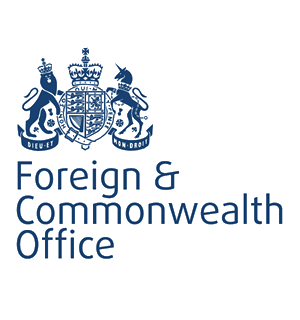 DIEU·ET MON·DROIT
Foreign &
Commonwealth
Office